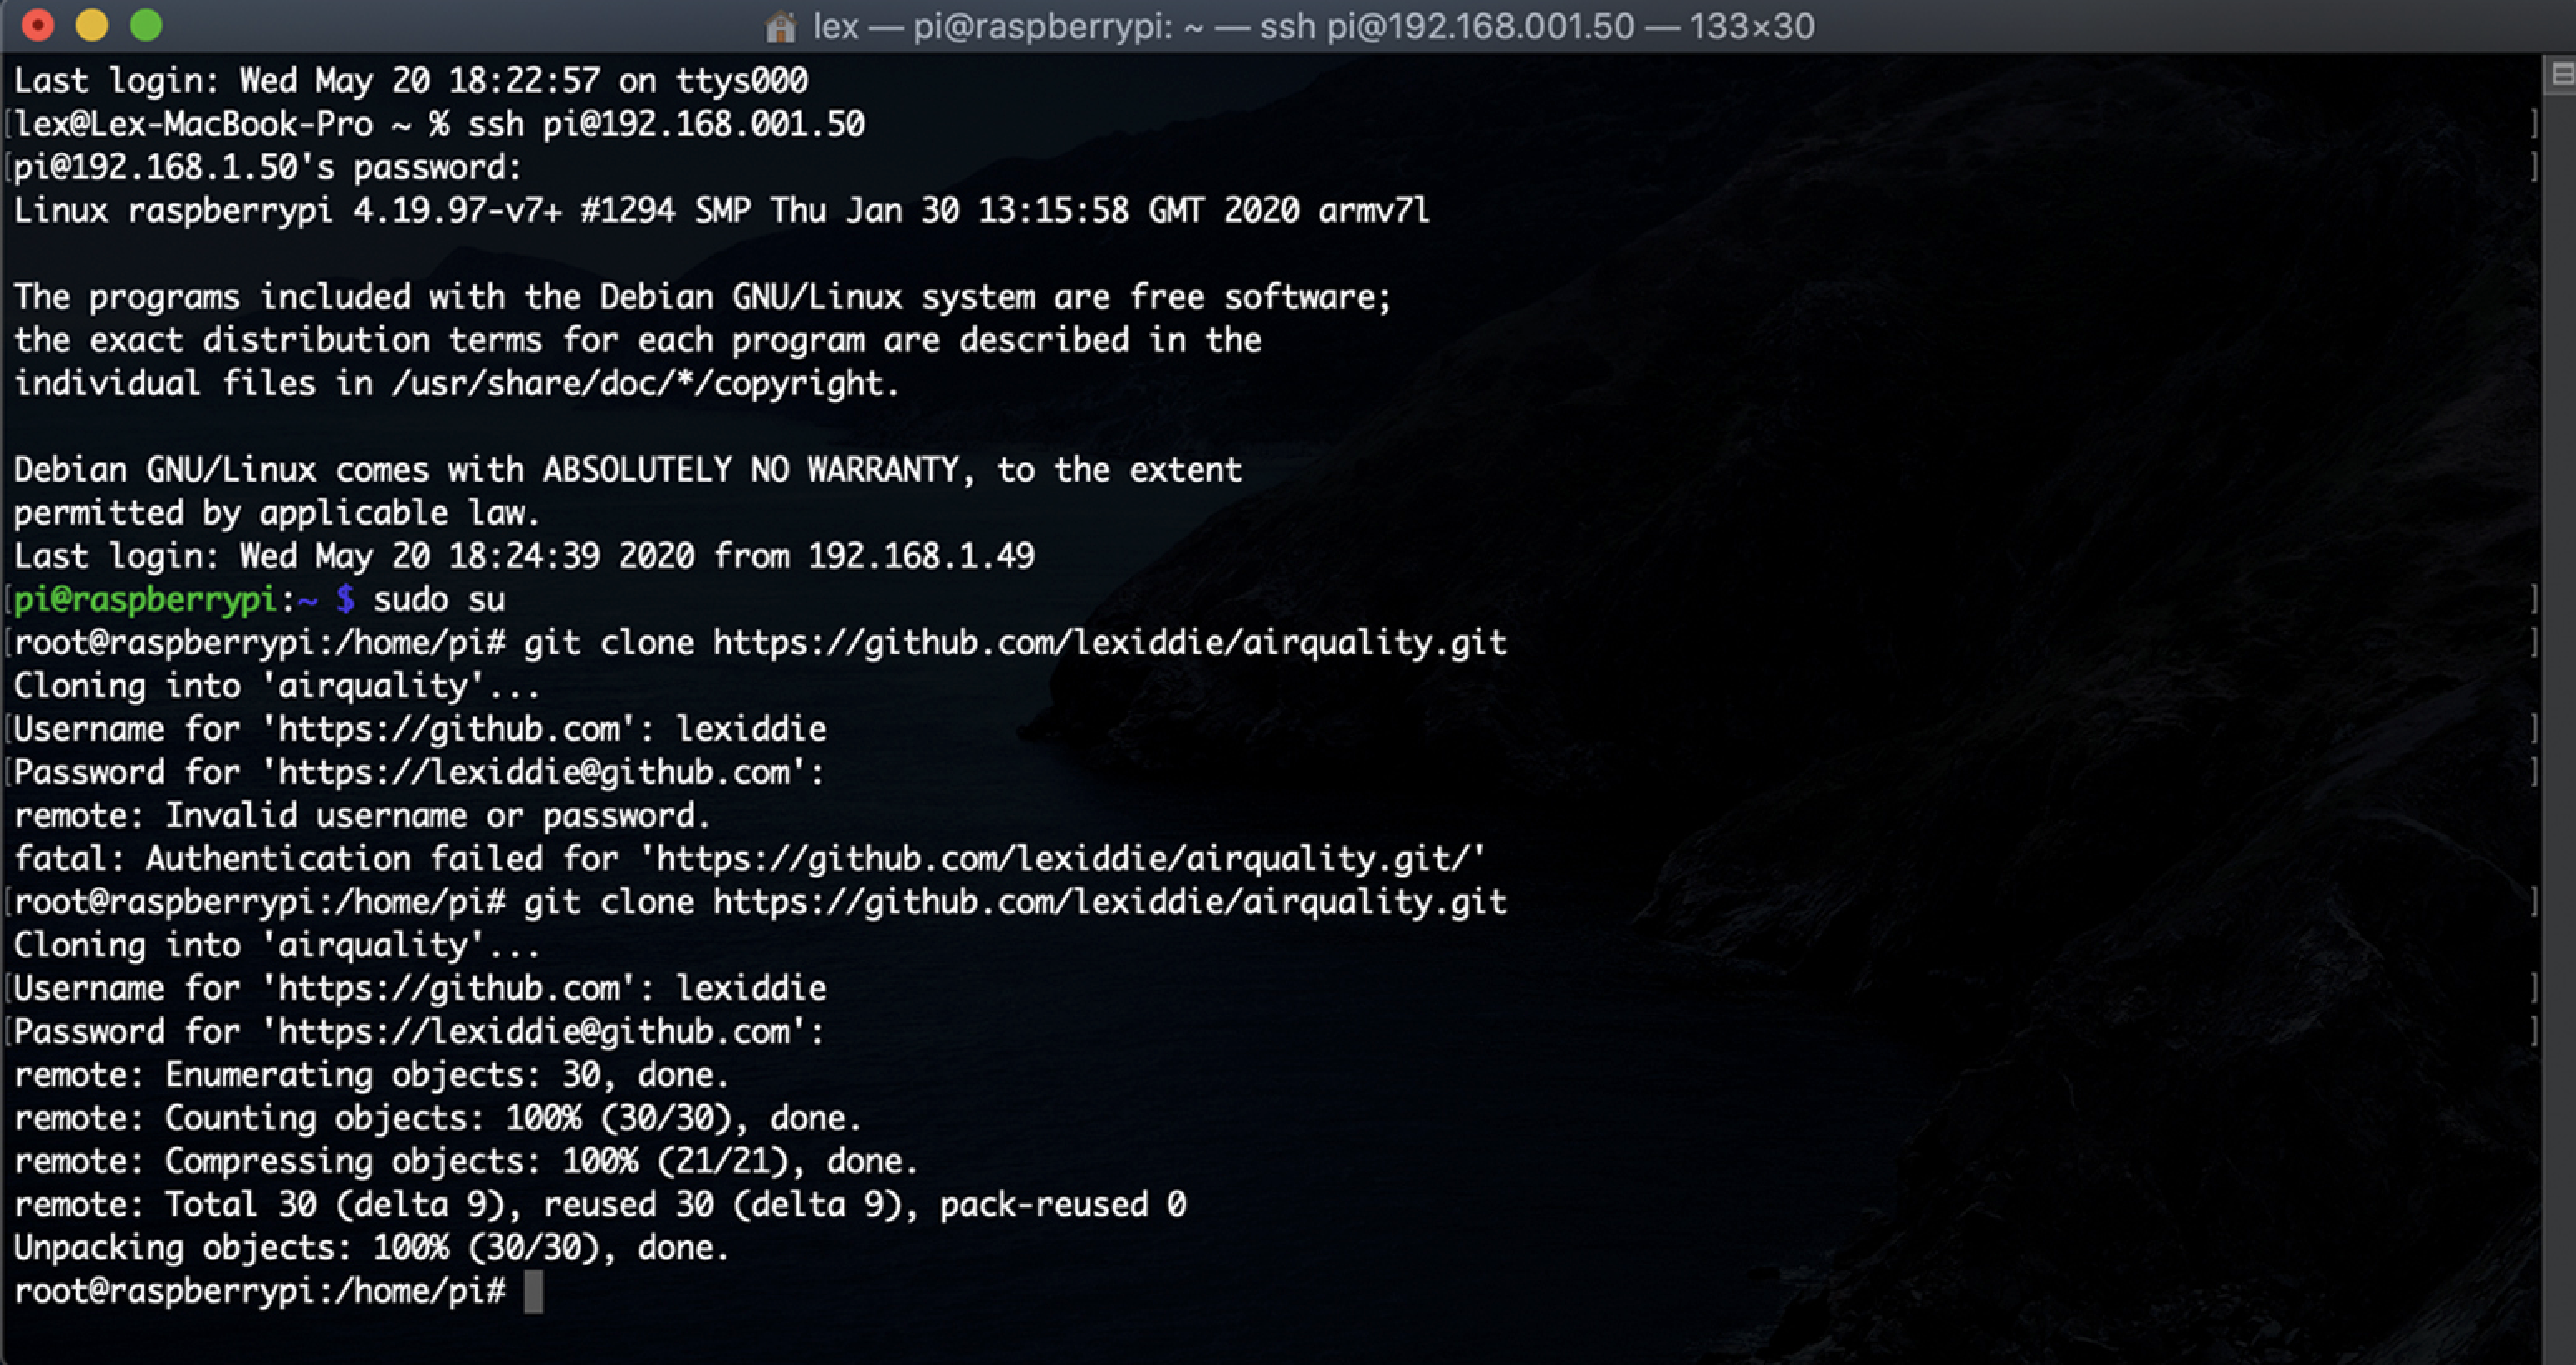 lex — pi@raspberrypi: ~ — ssh pi@192.168.001.50 — 133×30
Last login: Wed May 20 18:22:57 on ttys000
[lex@Lex-MacBook-Pro ~ % ssh pi@192.168.001.50 ]
[pi@192.168.1.50's password: ]
Linux raspberrypi 4.19.97-v7+ #1294 SMP Thu Jan 30 13:15:58 GMT 2020 armv7l
The programs included with the Debian GNU/Linux system are free software;
the exact distribution terms for each program are described in the
individual files in /usr/share/doc/*/copyright.
Debian GNU/Linux comes with ABSOLUTELY NO WARRANTY, to the extent
permitted by applicable law.
Last login: Wed May 20 18:24:39 2020 from 192.168.1.49
[pi@raspberrypi:~ $ sudo su ]
[root@raspberrypi:/home/pi# git clone https://github.com/lexiddie/airquality.git ]
Cloning into 'airquality'...
[Username for 'https://github.com': lexiddie ]
[Password for 'https://lexiddie@github.com': ]
remote: Invalid username or password.
fatal: Authentication failed for 'https://github.com/lexiddie/airquality.git/'
[root@raspberrypi:/home/pi# git clone https://github.com/lexiddie/airquality.git ]
Cloning into 'airquality'...
[Username for 'https://github.com': lexiddie ]
[Password for 'https://lexiddie@github.com': ]
remote: Enumerating objects: 30, done.
remote: Counting objects: 100% (30/30), done.
remote: Compressing objects: 100% (21/21), done.
remote: Total 30 (delta 9), reused 30 (delta 9), pack-reused 0
Unpacking objects: 100% (30/30), done.
root@raspberrypi:/home/pi#